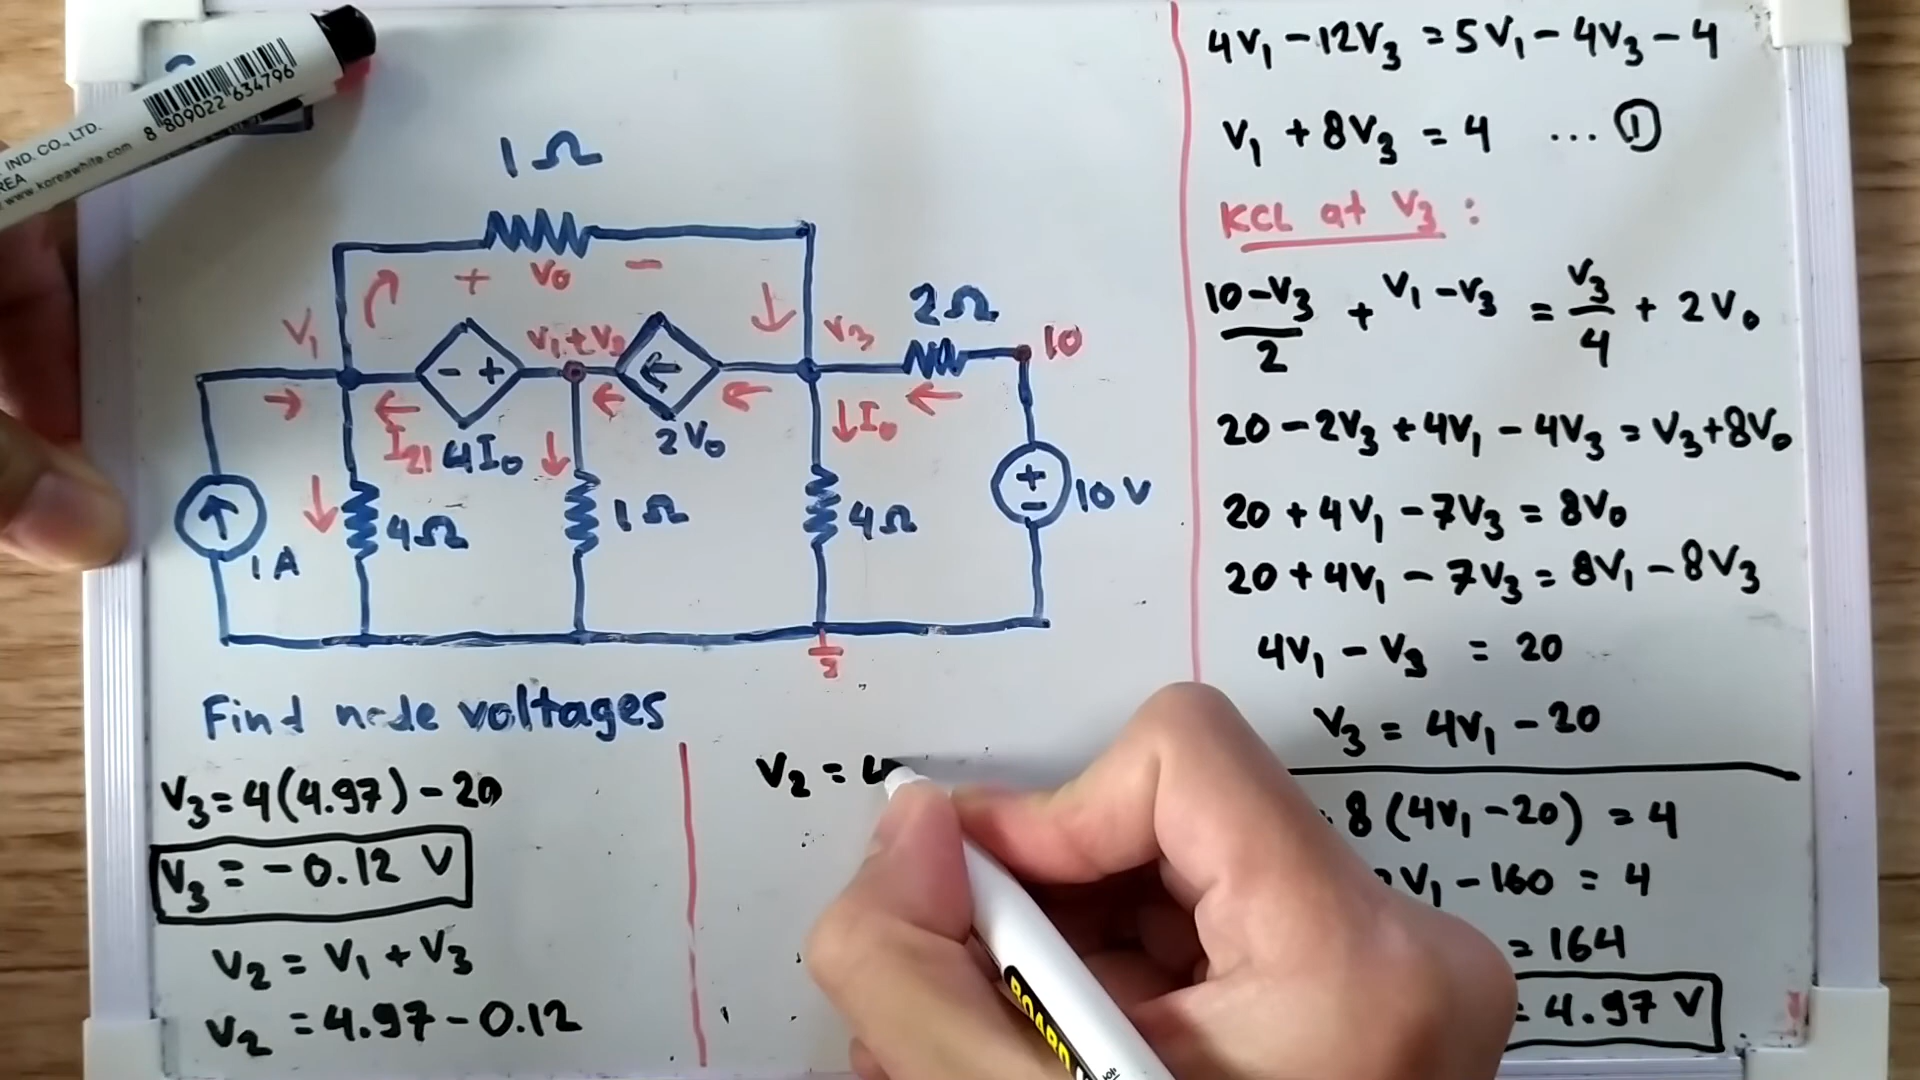 IND. CO., LTD.
REA
www.koreawhite.com
8 809022 634796
1Ω
+ V₀ −
V₁
− +
V₁+V₃
V₃
2Ω
10
I₂₁
4I₀
2V₀
I₀
1A
4Ω
1Ω
4Ω
+
−
10V
Find node voltages
V₃ = 4(4.97) − 20
V₃ = −0.12 V
V₂ = V₁ + V₃
V₂ = 4.97 − 0.12
V₂ = 4
4V₁ − 12V₃ = 5V₁ − 4V₃ − 4
V₁ + 8V₃ = 4 ... ①
KCL at V₃ :
(10−V₃)/2 + V₁ − V₃ = V₃/4 + 2V₀
20 − 2V₃ + 4V₁ − 4V₃ = V₃ + 8V₀
20 + 4V₁ − 7V₃ = 8V₀
20 + 4V₁ − 7V₃ = 8V₁ − 8V₃
4V₁ − V₃ = 20
V₃ = 4V₁ − 20
8(4V₁ − 20) = 4
V₁ − 160 = 4
= 164
= 4.97 V
BOARD